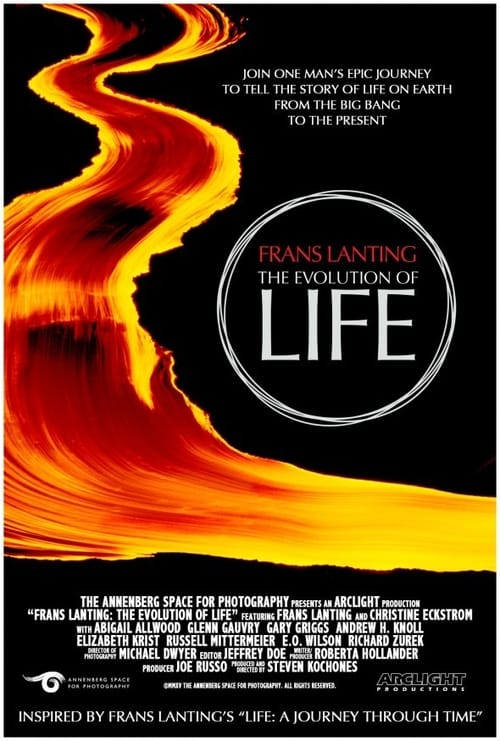 JOIN ONE MAN'S EPIC JOURNEY
TO TELL THE STORY OF LIFE ON EARTH
FROM THE BIG BANG
TO THE PRESENT
FRANS LANTING
THE EVOLUTION OF
LIFE
THE ANNENBERG SPACE FOR PHOTOGRAPHY PRESENTS AN ARCLIGHT PRODUCTION
"FRANS LANTING: THE EVOLUTION OF LIFE" FEATURING FRANS LANTING AND CHRISTINE ECKSTROM
WITH ABIGAIL ALLWOOD GLENN GAUVRY GARY GRIGGS ANDREW H. KNOLL
ELIZABETH KRIST RUSSELL MITTERMEIER E.O. WILSON RICHARD ZUREK
DIRECTOR OF PHOTOGRAPHY MICHAEL DWYER EDITOR JEFFREY DOE WRITER/PRODUCER ROBERTA HOLLANDER
PRODUCER JOE RUSSO PRODUCED AND DIRECTED BY STEVEN KOCHONES
©MMXV THE ANNENBERG SPACE FOR PHOTOGRAPHY. ALL RIGHTS RESERVED.
ANNENBERG SPACE
FOR PHOTOGRAPHY
ARCLIGHT
PRODUCTIONS
INSPIRED BY FRANS LANTING'S "LIFE: A JOURNEY THROUGH TIME"